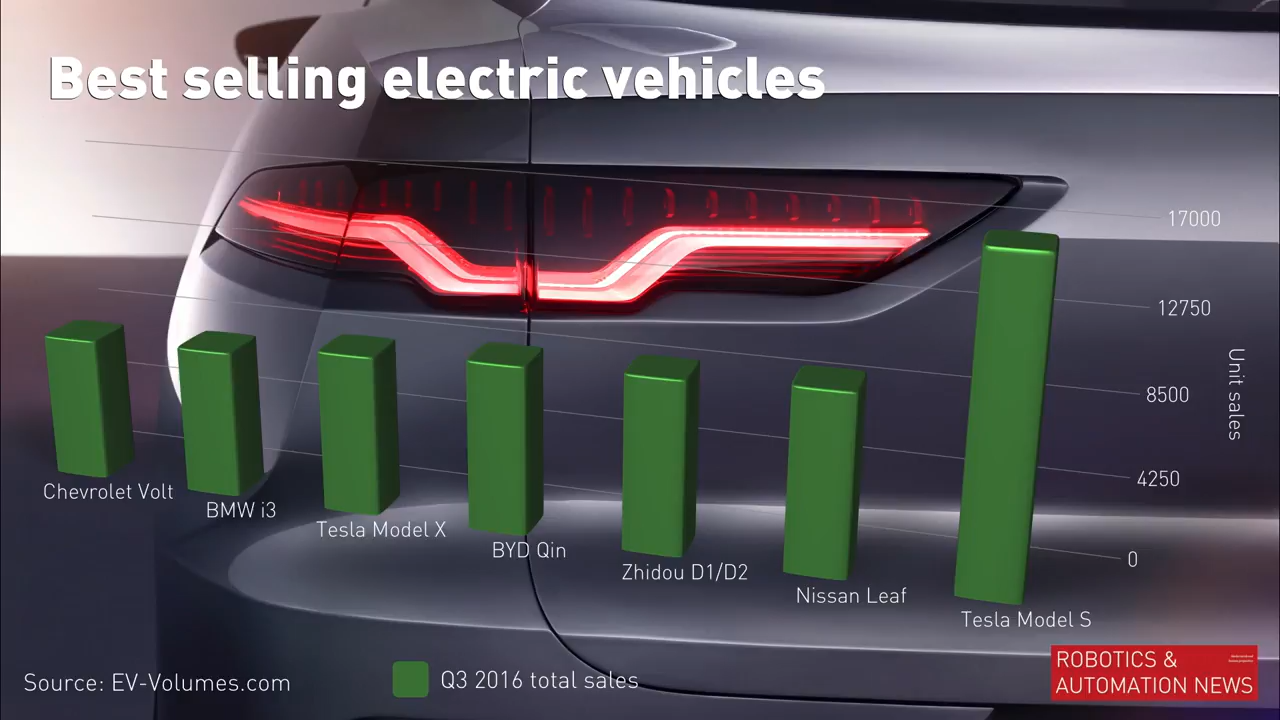 Best selling electric vehicles
17000
12750
8500
4250
0
Unit sales
Chevrolet Volt
BMW i3
Tesla Model X
BYD Qin
Zhidou D1/D2
Nissan Leaf
Tesla Model S
Source: EV-Volumes.com
Q3 2016 total sales
ROBOTICS &
AUTOMATION NEWS